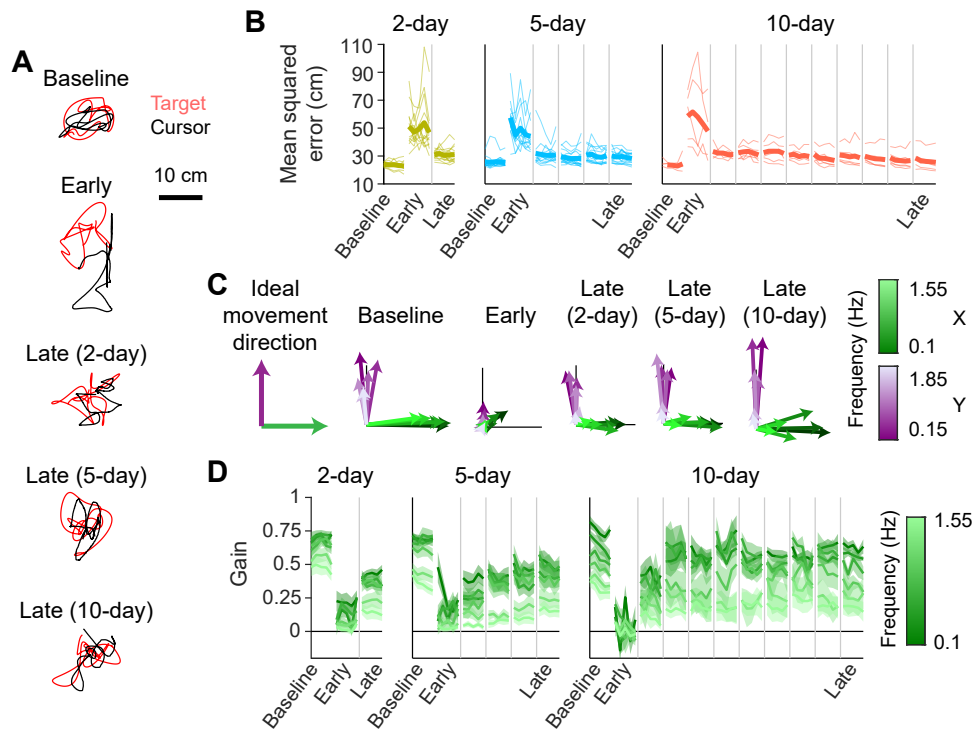 A
Baseline
Target
Cursor
10 cm
Early
Late (2-day)
Late (5-day)
Late (10-day)
B
2-day
5-day
10-day
Mean squared
error (cm)
110
90
70
50
30
10
Baseline
Early
Late
Baseline
Early
Late
Baseline
Early
Late
C
Ideal
movement
direction
Baseline
Early
Late
(2-day)
Late
(5-day)
Late
(10-day)
Frequency (Hz)
1.55
X
0.1
1.85
Y
0.15
D
2-day
5-day
10-day
Gain
1
0.75
0.5
0.25
0
Baseline
Early
Late
Baseline
Early
Late
Baseline
Early
Late
Frequency (Hz)
1.55
0.1